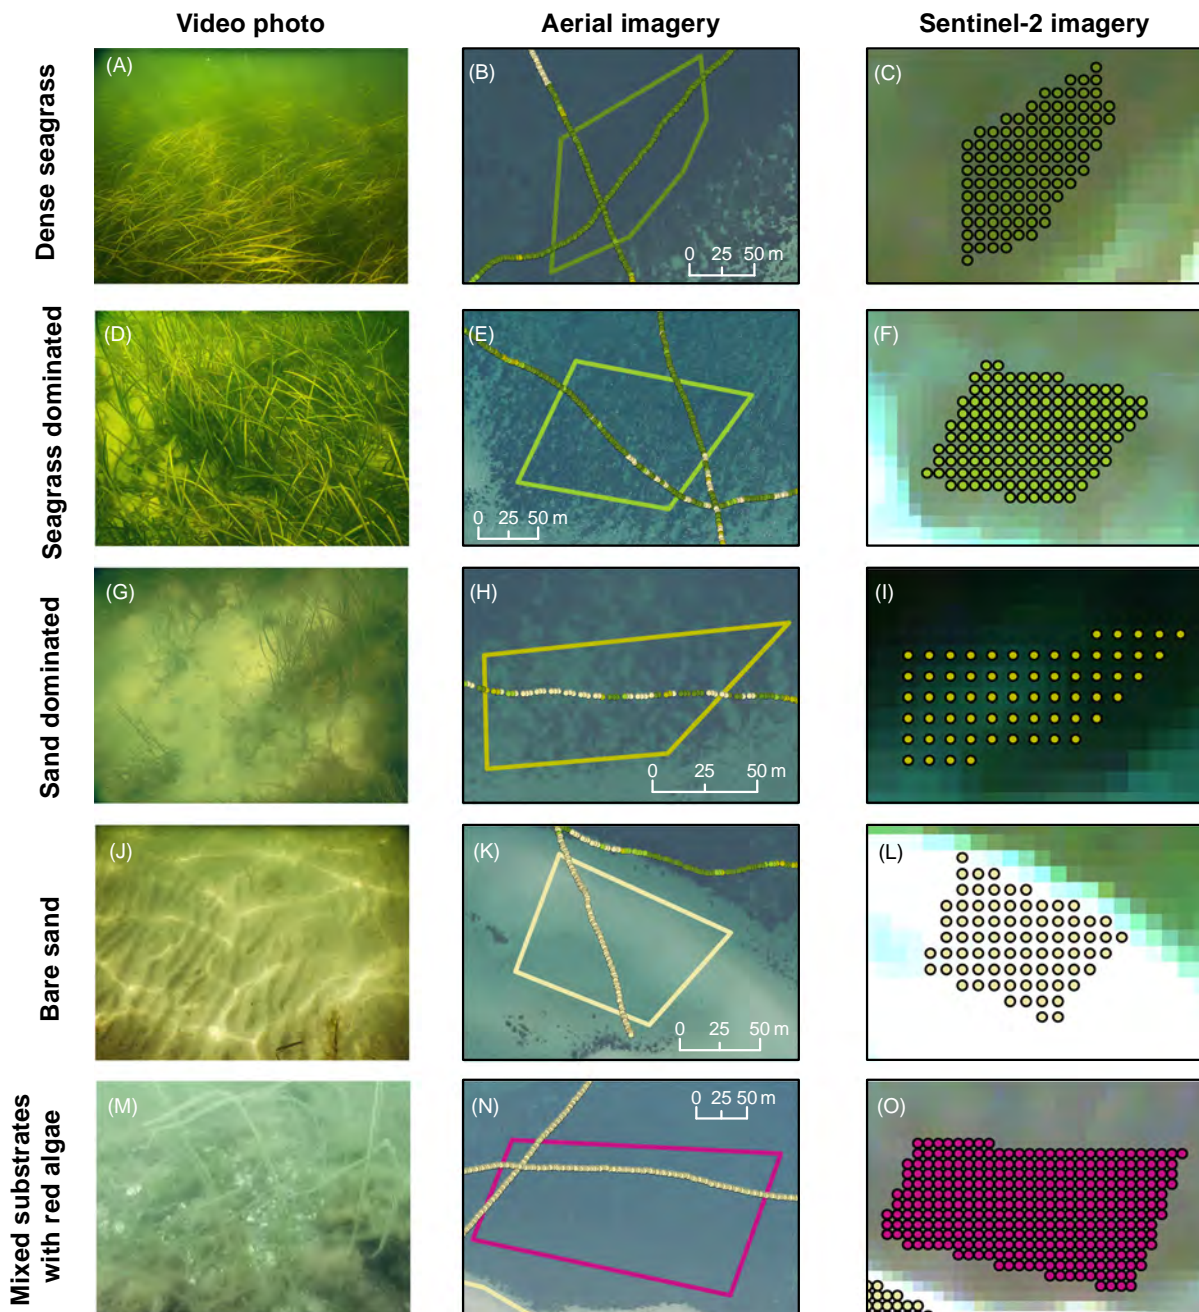 Video photo
Aerial imagery
Sentinel-2 imagery
Dense seagrass
(A)
(B)
0 25 50 m
(C)
Seagrass dominated
(D)
(E)
0 25 50 m
(F)
Sand dominated
(G)
(H)
0 25 50 m
(I)
Bare sand
(J)
(K)
0 25 50 m
(L)
Mixed substrates
with red algae
(M)
(N)
0 25 50 m
(O)